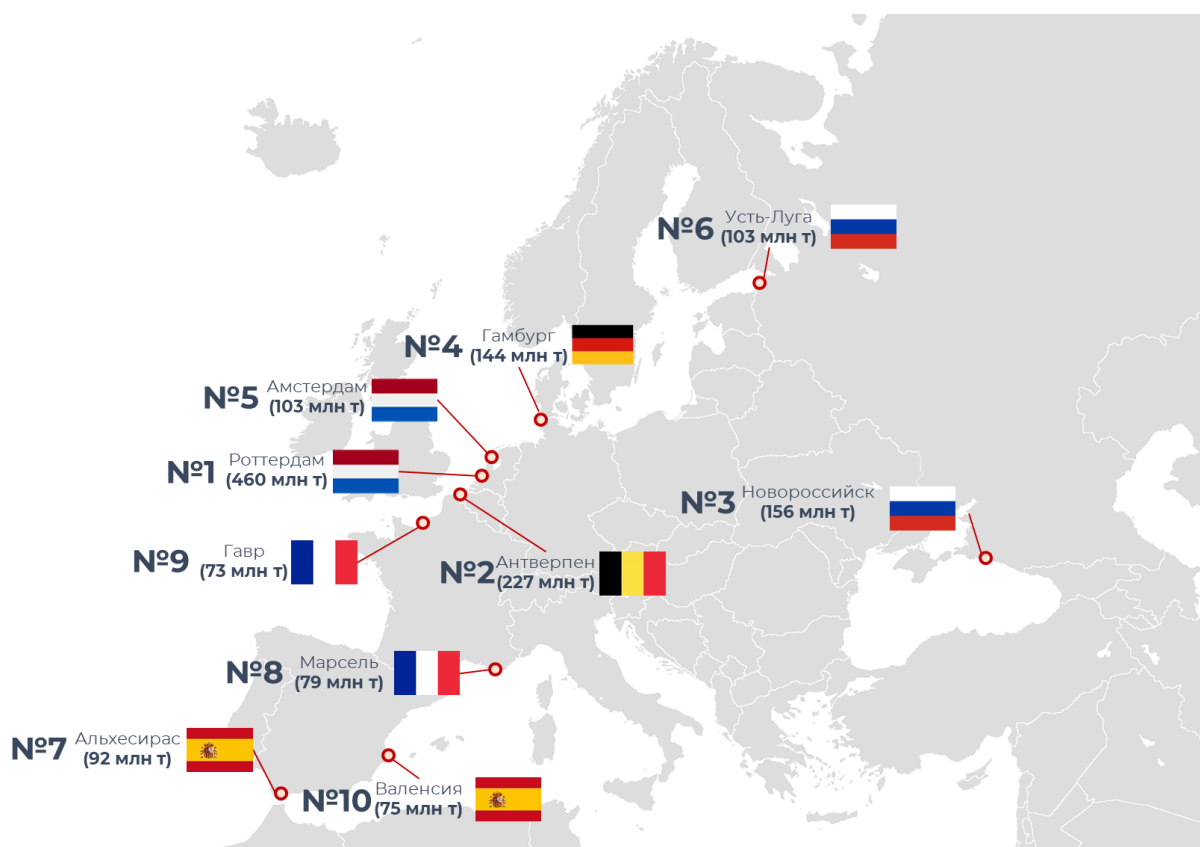 №6 Усть-Луга
(103 млн т)
№4 Гамбург
(144 млн т)
№5 Амстердам
(103 млн т)
№1 Роттердам
(460 млн т)
№3 Новороссийск
(156 млн т)
№9 Гавр
(73 млн т)
№2 Антверпен
(227 млн т)
№8 Марсель
(79 млн т)
№7 Альхесирас
(92 млн т)
№10 Валенсия
(75 млн т)